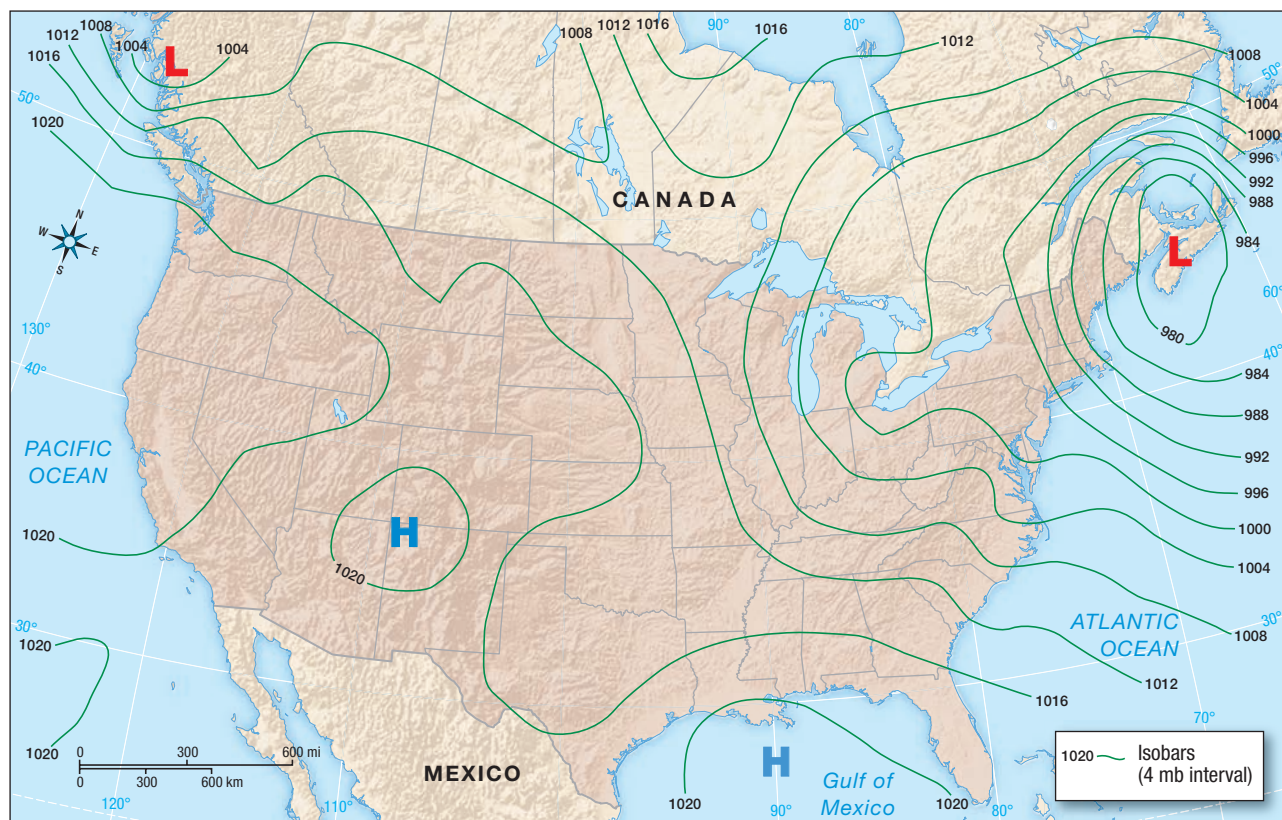 1008
1012
1016
1004
1004
L
1008
1012
1016
90°
1016
80°
1012
1008
50°
50°
1020
1004
1000
996
992
988
984
CANADA
N
W
E
S
L
60°
980
130°
40°
40°
984
988
992
996
1000
1004
PACIFIC
OCEAN
H
1020
1020
30°
1020
ATLANTIC
OCEAN
30°
1008
1012
1016
70°
1020
0 300 600 mi
0 300 600 km
MEXICO
H
Gulf of
Mexico
1020
1020
120°
110°
90°
80°
1020
Isobars
(4 mb interval)